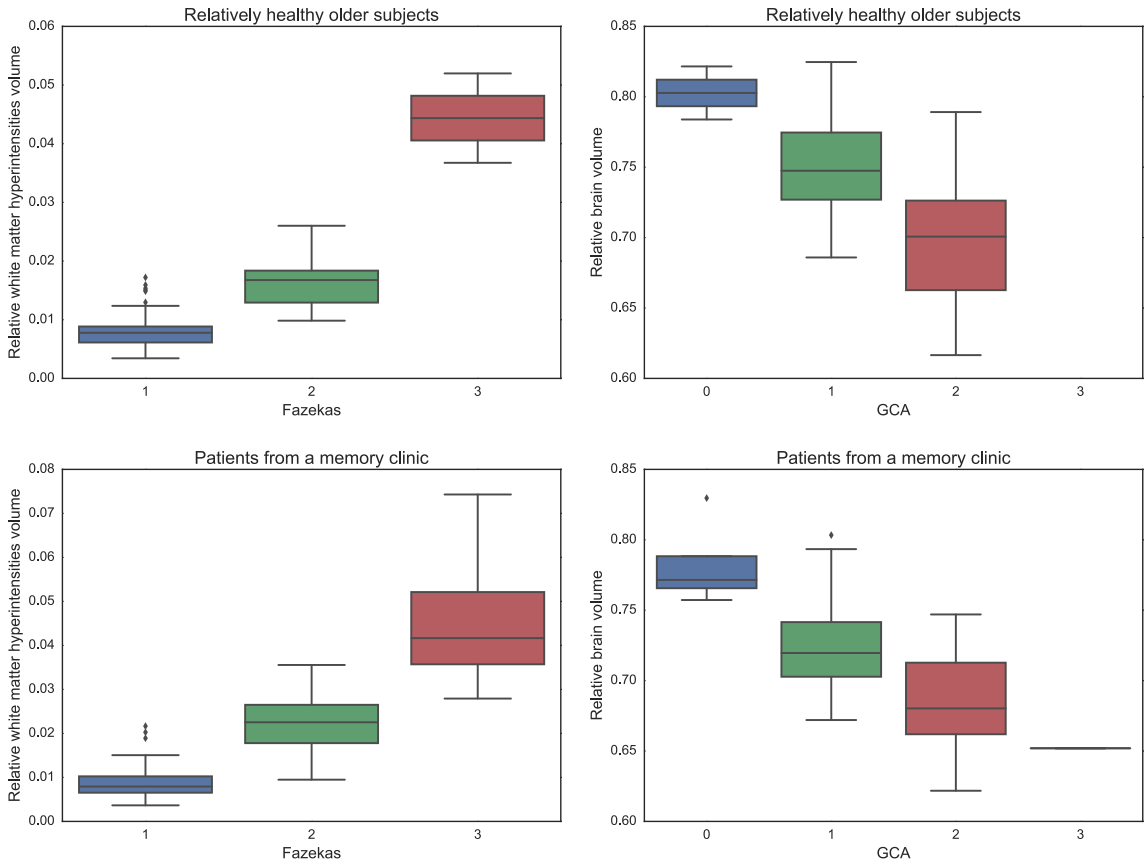 Relatively healthy older subjects
Relative white matter hyperintensities volume
0.06
0.05
0.04
0.03
0.02
0.01
0.00
1 2 3
Fazekas
Relatively healthy older subjects
Relative brain volume
0.85
0.80
0.75
0.70
0.65
0.60
0 1 2 3
GCA
Patients from a memory clinic
Relative white matter hyperintensities volume
0.08
0.07
0.06
0.05
0.04
0.03
0.02
0.01
0.00
1 2 3
Fazekas
Patients from a memory clinic
Relative brain volume
0.85
0.80
0.75
0.70
0.65
0.60
0 1 2 3
GCA